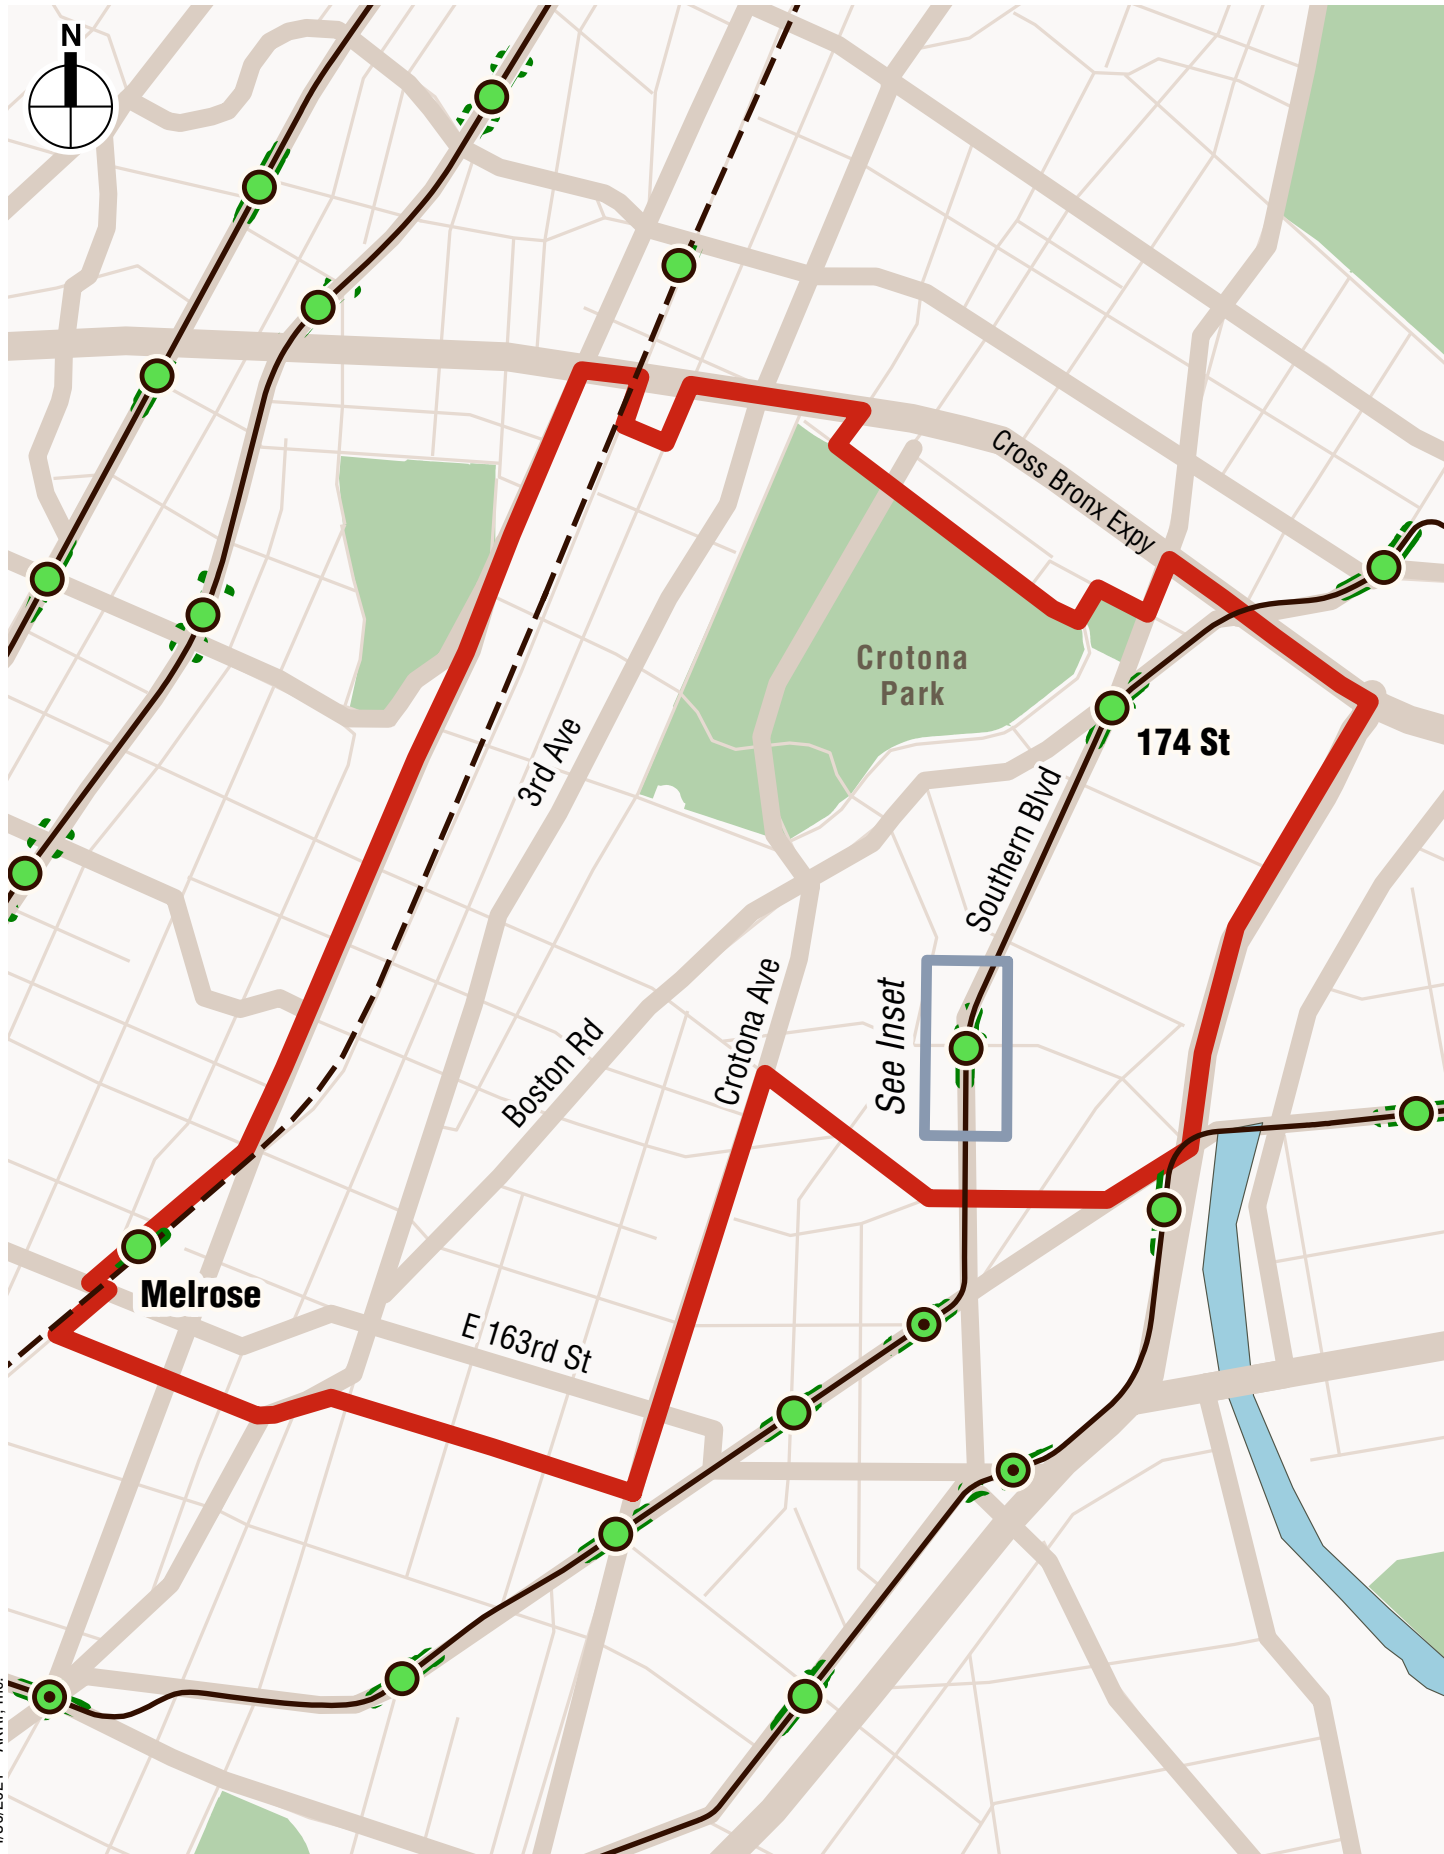 N
Cross Bronx Expy
Crotona
Park
174 St
3rd Ave
Southern Blvd
See Inset
Crotona Ave
Boston Rd
Melrose
E 163rd St